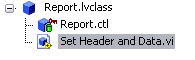 Report.lvclass
Report.ctl
Set Header and Data.vi